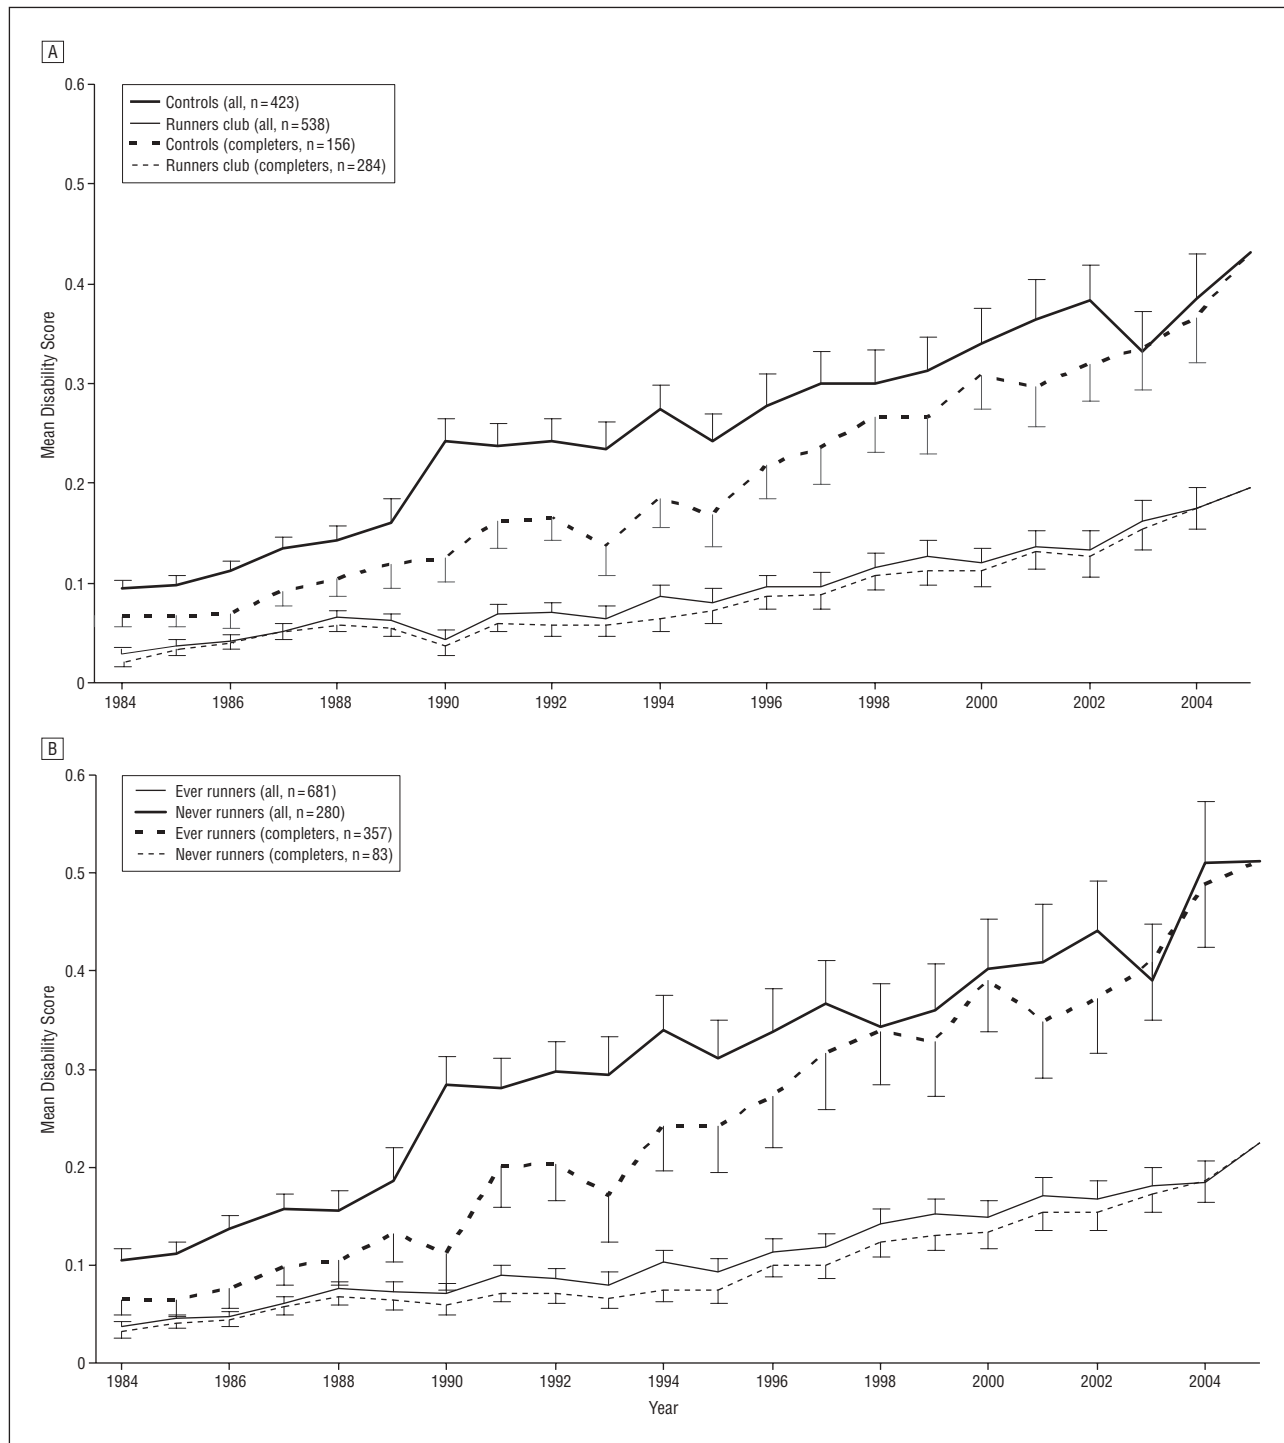 A
0.6
Controls (all, n=423)
Runners club (all, n=538)
Controls (completers, n=156)
Runners club (completers, n=284)
0.5
0.4
0.3
0.2
0.1
0
Mean Disability Score
1984 1986 1988 1990 1992 1994 1996 1998 2000 2002 2004
B
0.6
Ever runners (all, n=681)
Never runners (all, n=280)
Ever runners (completers, n=357)
Never runners (completers, n=83)
0.5
0.4
0.3
0.2
0.1
0
Mean Disability Score
1984 1986 1988 1990 1992 1994 1996 1998 2000 2002 2004
Year